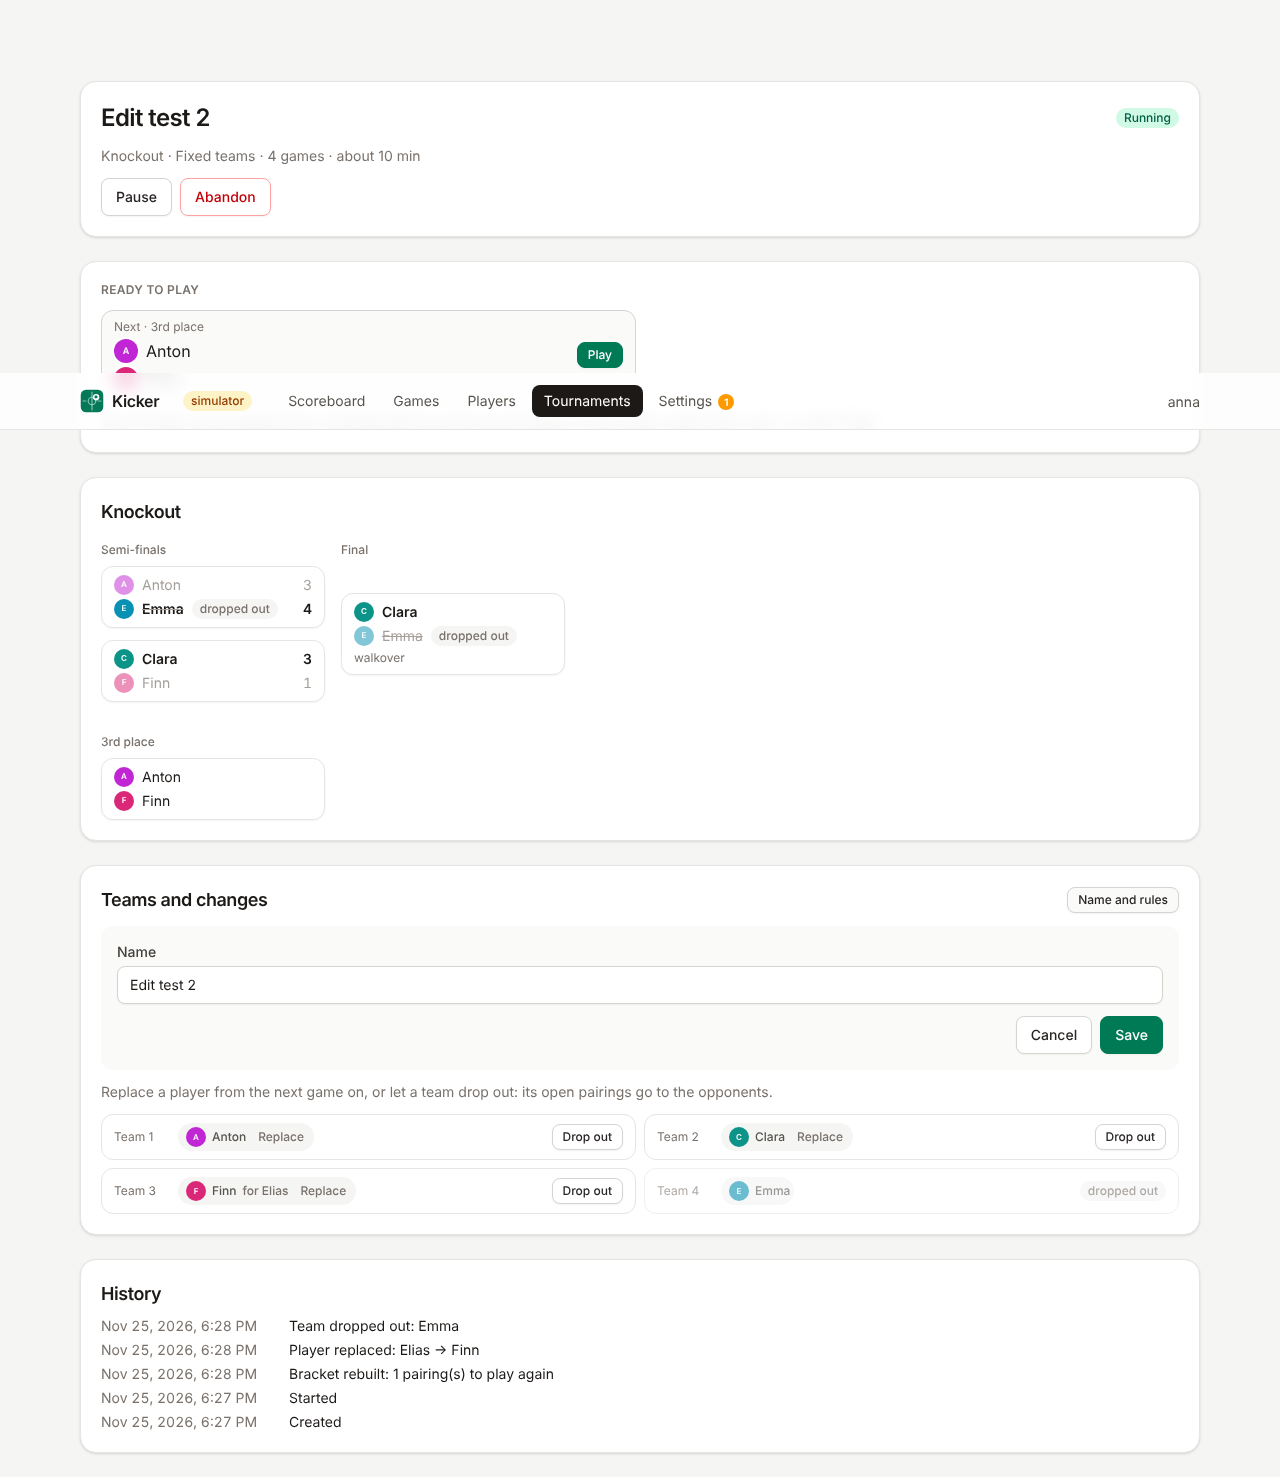 Edit test 2
Running
Knockout · Fixed teams · 4 games · about 10 min
Pause
Abandon
READY TO PLAY
Next · 3rd place
A
Anton
Play
Kicker
simulator
Scoreboard
Games
Players
Tournaments
Settings
1
anna
Knockout
Semi-finals
Final
A Anton 3
E Emma dropped out 4
C Clara 3
F Finn 1
C Clara
E Emma dropped out
walkover
3rd place
A Anton
F Finn
Teams and changes
Name and rules
Name
Edit test 2
Cancel
Save
Replace a player from the next game on, or let a team drop out: its open pairings go to the opponents.
Team 1 A Anton Replace Drop out
Team 2 C Clara Replace Drop out
Team 3 F Finn for Elias Replace Drop out
Team 4 E Emma dropped out
History
Nov 25, 2026, 6:28 PM Team dropped out: Emma
Nov 25, 2026, 6:28 PM Player replaced: Elias → Finn
Nov 25, 2026, 6:28 PM Bracket rebuilt: 1 pairing(s) to play again
Nov 25, 2026, 6:27 PM Started
Nov 25, 2026, 6:27 PM Created